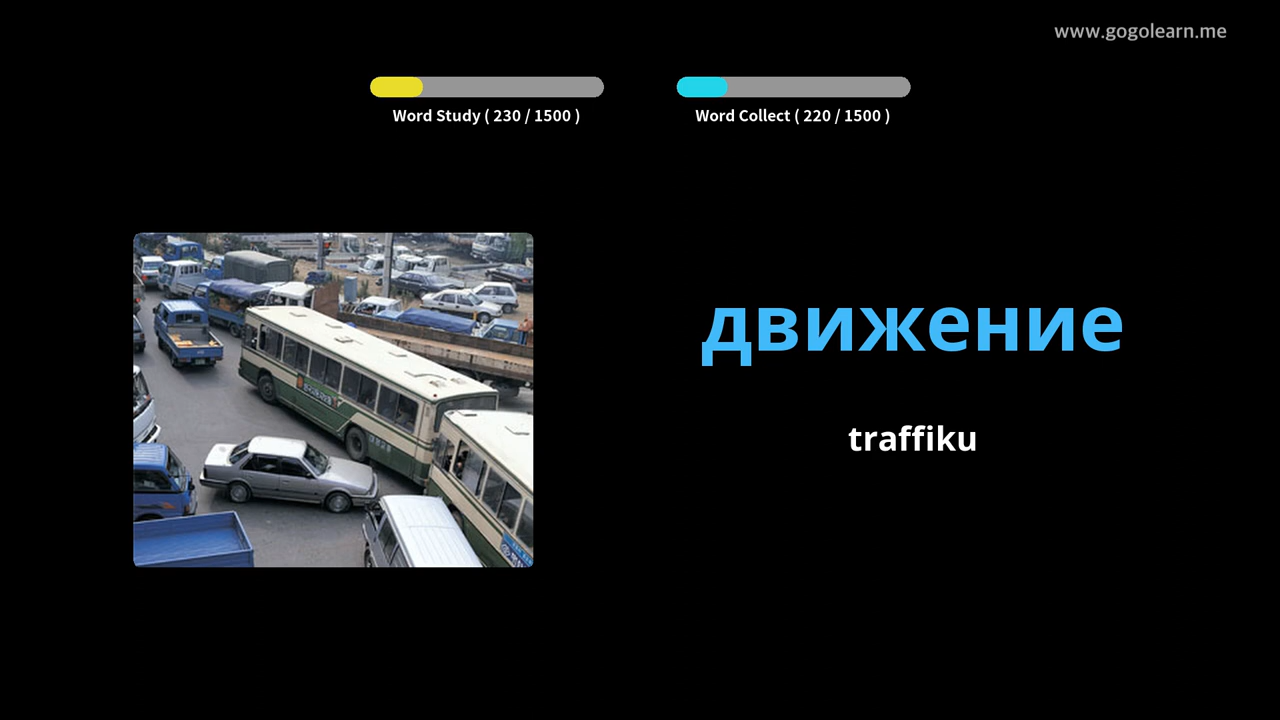 www.gogolearn.me
Word Study ( 230 / 1500 )
Word Collect ( 220 / 1500 )
движение
traffiku